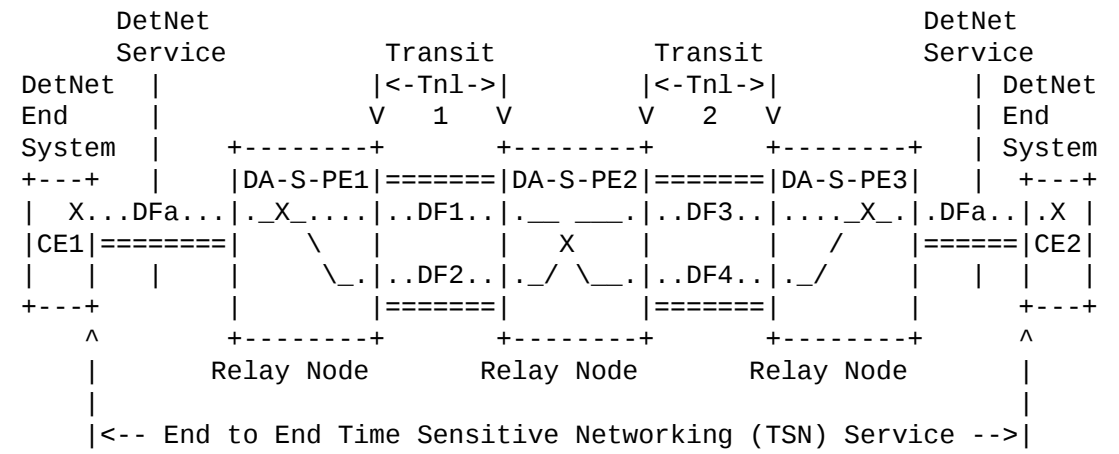 DetNet                                             DetNet
      Service          Transit          Transit         Service
DetNet  |             |<-Tnl->|        |<-Tnl->|            | DetNet
End     |             V   1   V        V   2   V            | End
System  |    +--------+       +--------+       +--------+   | System
+---+   |    |DA-S-PE1|=======|DA-S-PE2|=======|DA-S-PE3|   |  +---+
|  X...DFa...|._X_....|..DF1..|.__ ___.|..DF3..|...._X_.|.DFa..|.X |
|CE1|========|    \   |       |   X    |       |   /    |======|CE2|
|   |   |    |     \_.|..DF2..|._/ \__.|..DF4..|._/     |   |  |   |
+---+        |        |=======|        |=======|        |      +---+
    ^        +--------+       +--------+       +--------+      ^
    |       Relay Node      Relay Node       Relay Node        |
    |                                                          |
    |<-- End to End Time Sensitive Networking (TSN) Service -->|